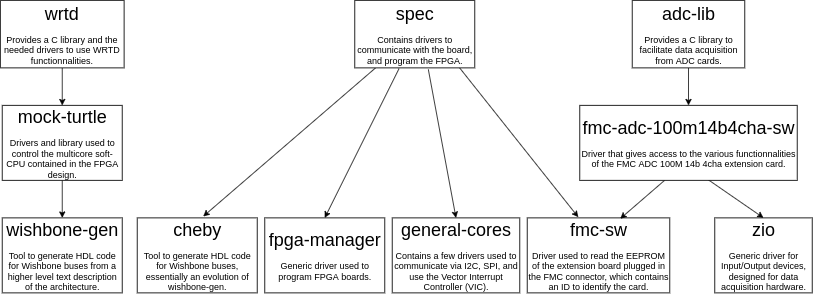 wrtd
Provides a C library and the
needed drivers to use WRTD
functionnalities.
spec
Contains drivers to
communicate with the board,
and program the FPGA.
adc-lib
Provides a C library to
facilitate data acquisition
from ADC cards.
mock-turtle
Drivers and library used to
control the multicore soft-
CPU contained in the FPGA
design.
fmc-adc-100m14b4cha-sw
Driver that gives access to the various functionnalities
of the FMC ADC 100M 14b 4cha extension card.
wishbone-gen
Tool to generate HDL code
for Wishbone buses from a
higher level text description
of the architecture.
cheby
Tool to generate HDL code
for Wishbone buses,
essentially an evolution of
wishbone-gen.
fpga-manager
Generic driver used to
program FPGA boards.
general-cores
Contains a few drivers used to
communicate via I2C, SPI, and
use the Vector Interrupt
Controller (VIC).
fmc-sw
Driver used to read the EEPROM
of the extension board plugged in
the FMC connector, which contains
an ID to identify the card.
zio
Generic driver for
Input/Output devices,
designed for data
acquisition hardware.